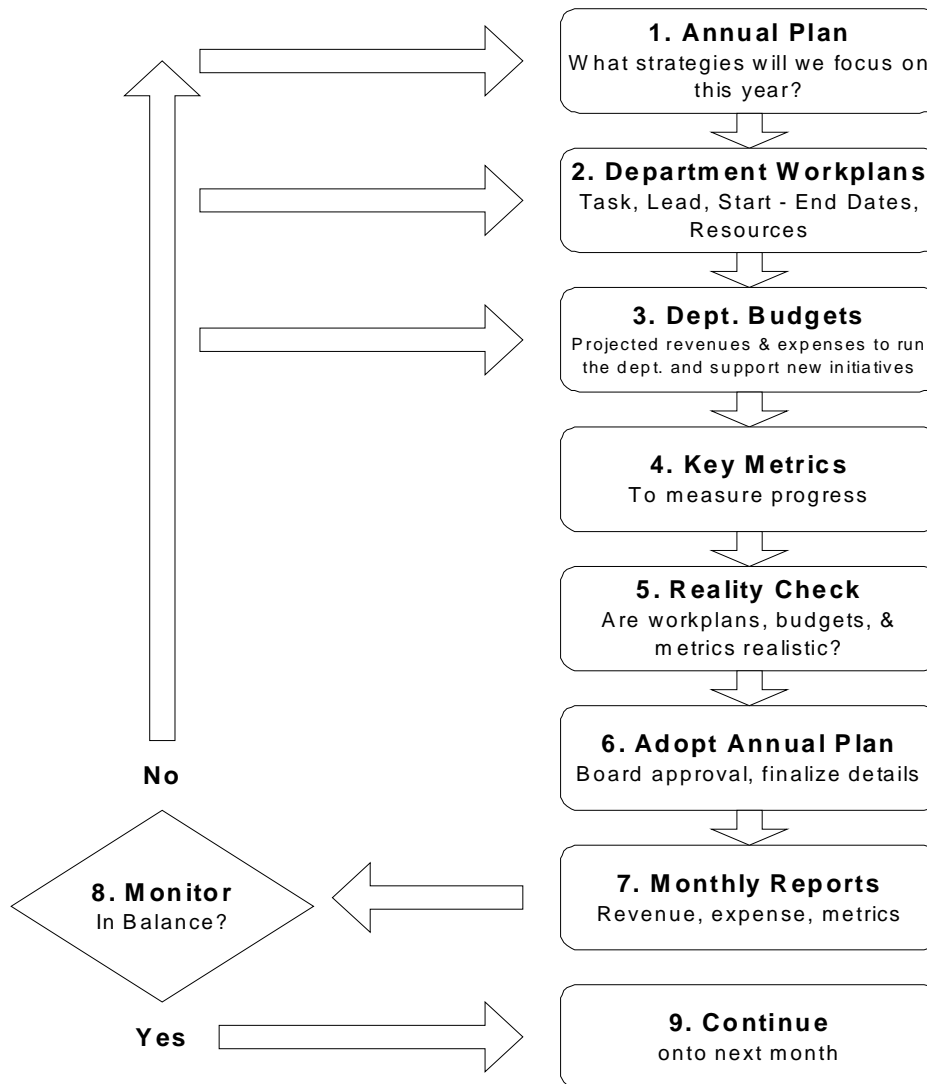 1. Annual Plan
What strategies will we focus on
this year?
2. Department Workplans
Task, Lead, Start - End Dates,
Resources
3. Dept. Budgets
Projected revenues & expenses to run
the dept. and support new initiatives
4. Key Metrics
To measure progress
5. Reality Check
Are workplans, budgets, &
metrics realistic?
6. Adopt Annual Plan
Board approval, finalize details
No
8. Monitor
In Balance?
7. Monthly Reports
Revenue, expense, metrics
Yes
9. Continue
onto next month